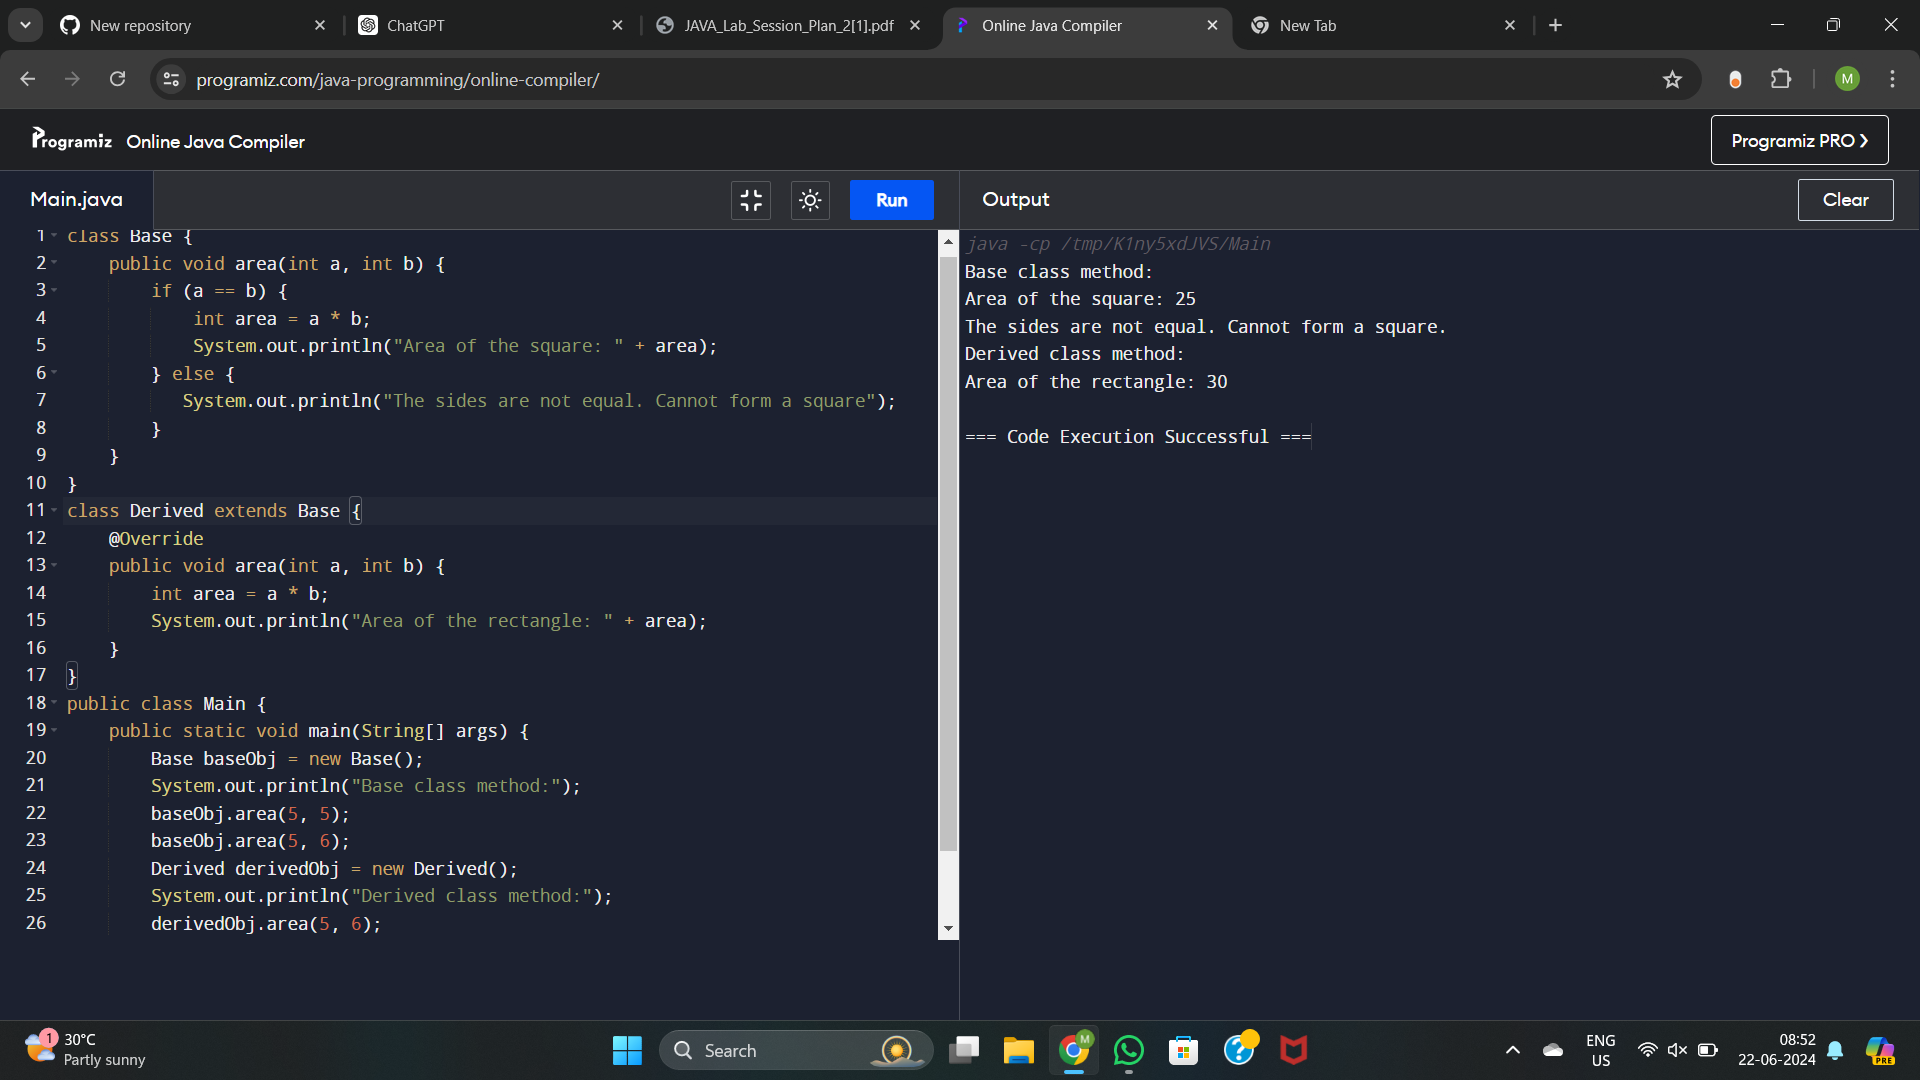 New repository
ChatGPT
JAVA_Lab_Session_Plan_2[1].pdf
Online Java Compiler
New Tab
programiz.com/java-programming/online-compiler/
M
Programiz Online Java Compiler
Programiz PRO
Main.java
Run
Output
Clear
1 class Base {
2 public void area(int a, int b) {
3 if (a == b) {
4 int area = a * b;
5 System.out.println("Area of the square: " + area);
6 } else {
7 System.out.println("The sides are not equal. Cannot form a square");
8 }
9 }
10 }
11 class Derived extends Base {
12 @Override
13 public void area(int a, int b) {
14 int area = a * b;
15 System.out.println("Area of the rectangle: " + area);
16 }
17 }
18 public class Main {
19 public static void main(String[] args) {
20 Base baseObj = new Base();
21 System.out.println("Base class method:");
22 baseObj.area(5, 5);
23 baseObj.area(5, 6);
24 Derived derivedObj = new Derived();
25 System.out.println("Derived class method:");
26 derivedObj.area(5, 6);
java -cp /tmp/K1ny5xdJVS/Main
Base class method:
Area of the square: 25
The sides are not equal. Cannot form a square.
Derived class method:
Area of the rectangle: 30
=== Code Execution Successful ===
1
30°C
Partly sunny
Search
M
ENG
US
08:52
22-06-2024
PRE